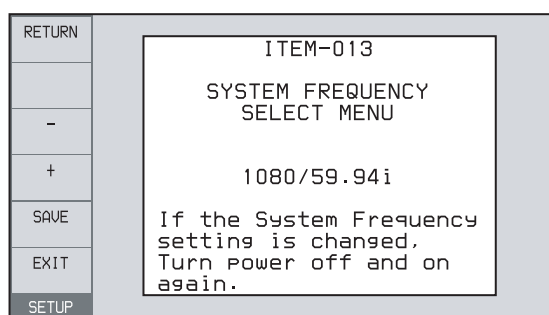 RETURN
-
+
SAVE
EXIT
SETUP
ITEM-013
SYSTEM FREQUENCY
SELECT MENU
1080/59.94i
If the System Frequency
setting is changed,
Turn power off and on
again.